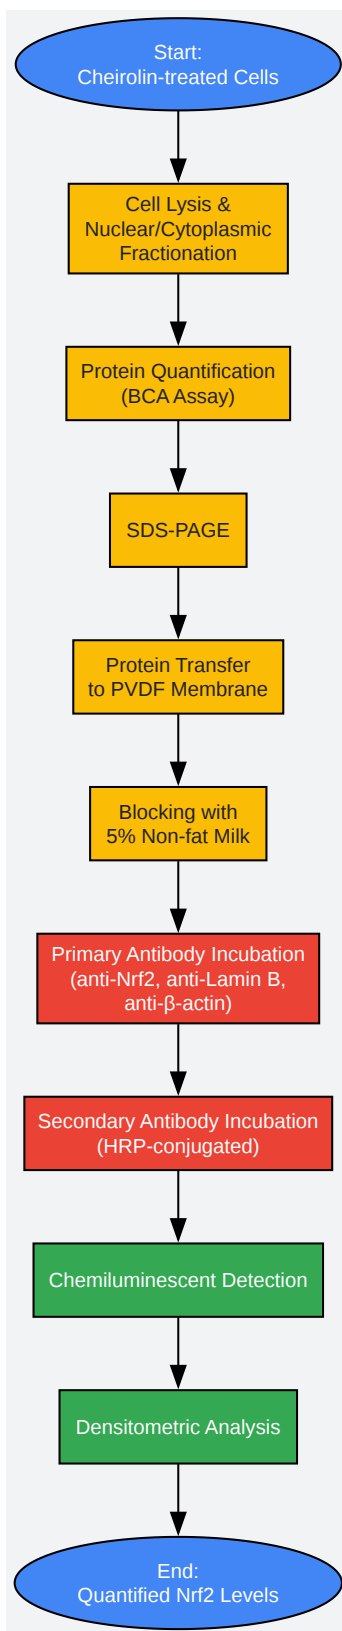 Start:
Cheirolin-treated Cells
Cell Lysis &
Nuclear/Cytoplasmic
Fractionation
Protein Quantification
(BCA Assay)
SDS-PAGE
Protein Transfer
to PVDF Membrane
Blocking with
5% Non-fat Milk
Primary Antibody Incubation
(anti-Nrf2, anti-Lamin B,
anti-β-actin)
Secondary Antibody Incubation
(HRP-conjugated)
Chemiluminescent Detection
Densitometric Analysis
End:
Quantified Nrf2 Levels